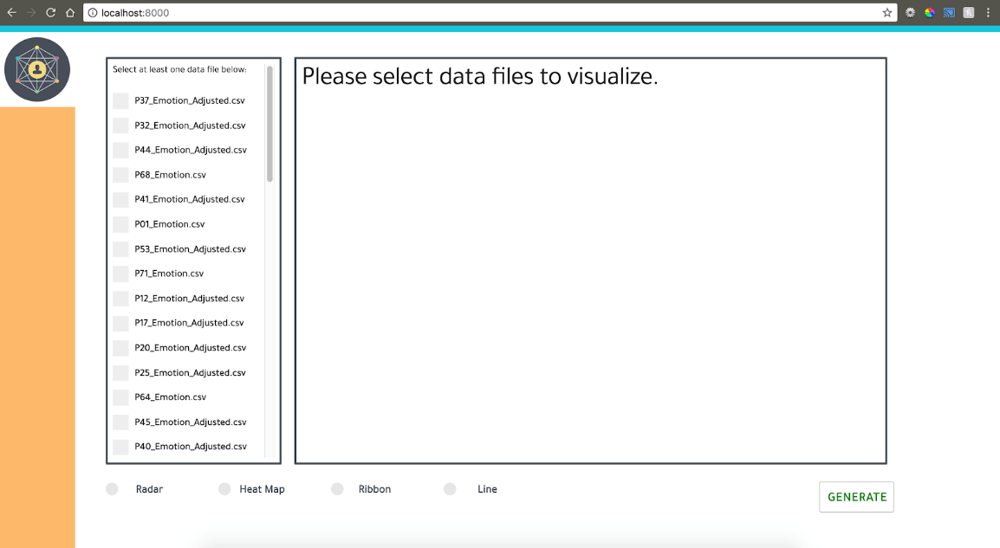 localhost:8000
Select at least one data file below:
P37_Emotion_Adjusted.csv
P32_Emotion_Adjusted.csv
P44_Emotion_Adjusted.csv
P68_Emotion.csv
P41_Emotion_Adjusted.csv
P01_Emotion.csv
P53_Emotion_Adjusted.csv
P71_Emotion.csv
P12_Emotion_Adjusted.csv
P17_Emotion_Adjusted.csv
P20_Emotion_Adjusted.csv
P25_Emotion_Adjusted.csv
P64_Emotion.csv
P45_Emotion_Adjusted.csv
P40_Emotion_Adjusted.csv
Please select data files to visualize.
Radar
Heat Map
Ribbon
Line
GENERATE